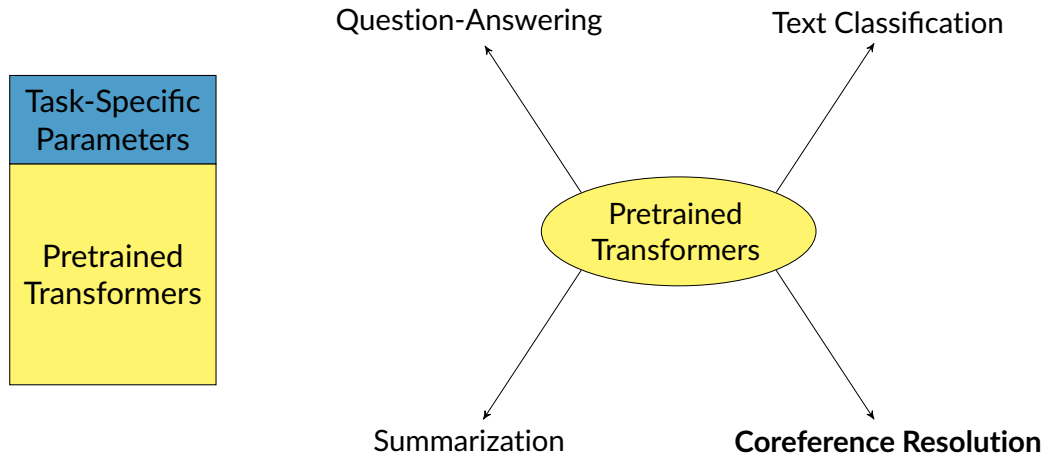 Question-Answering
Text Classification
Task-Specific
Parameters
Pretrained
Transformers
Pretrained
Transformers
Summarization
Coreference Resolution